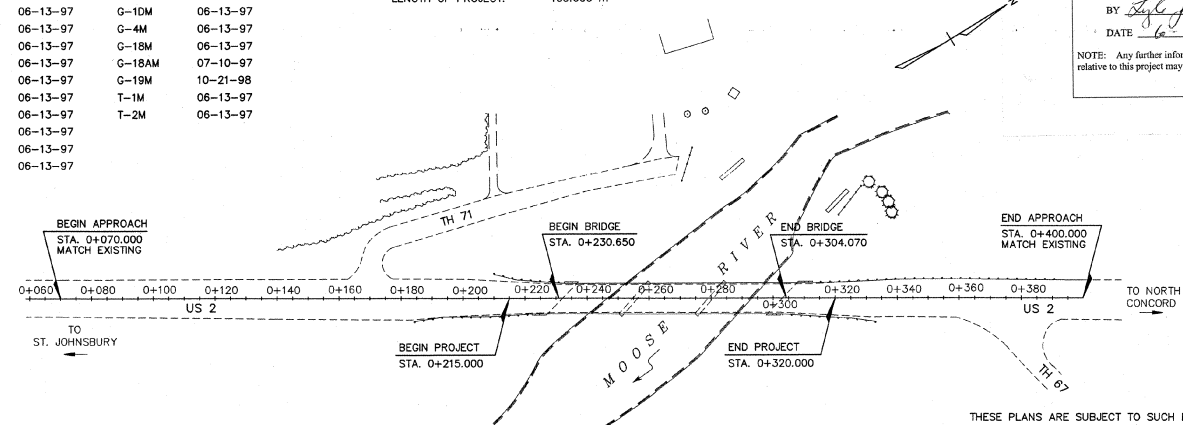 06-13-97 G-1DM 06-13-97
06-13-97 G-4M 06-13-97
06-13-97 G-18M 06-13-97
06-13-97 G-18AM 07-10-97
06-13-97 G-19M 10-21-98
06-13-97 T-1M 06-13-97
06-13-97 T-2M 06-13-97
06-13-97
06-13-97
06-13-97
BY
DATE 6-
NOTE: Any further infor
relative to this project may
N
TH 71
BEGIN APPROACH
STA. 0+070.000
MATCH EXISTING
BEGIN BRIDGE
STA. 0+230.650
END BRIDGE
STA. 0+304.070
END APPROACH
STA. 0+400.000
MATCH EXISTING
MOOSE RIVER
0+060 0+080 0+100 0+120 0+140 0+160 0+180 0+200 0+220 0+240 0+260 0+280 0+300 0+320 0+340 0+360 0+380
US 2 US 2
TO NORTH
CONCORD
TO
ST. JOHNSBURY
BEGIN PROJECT
STA. 0+215.000
END PROJECT
STA. 0+320.000
TH 67
THESE PLANS ARE SUBJECT TO SUCH